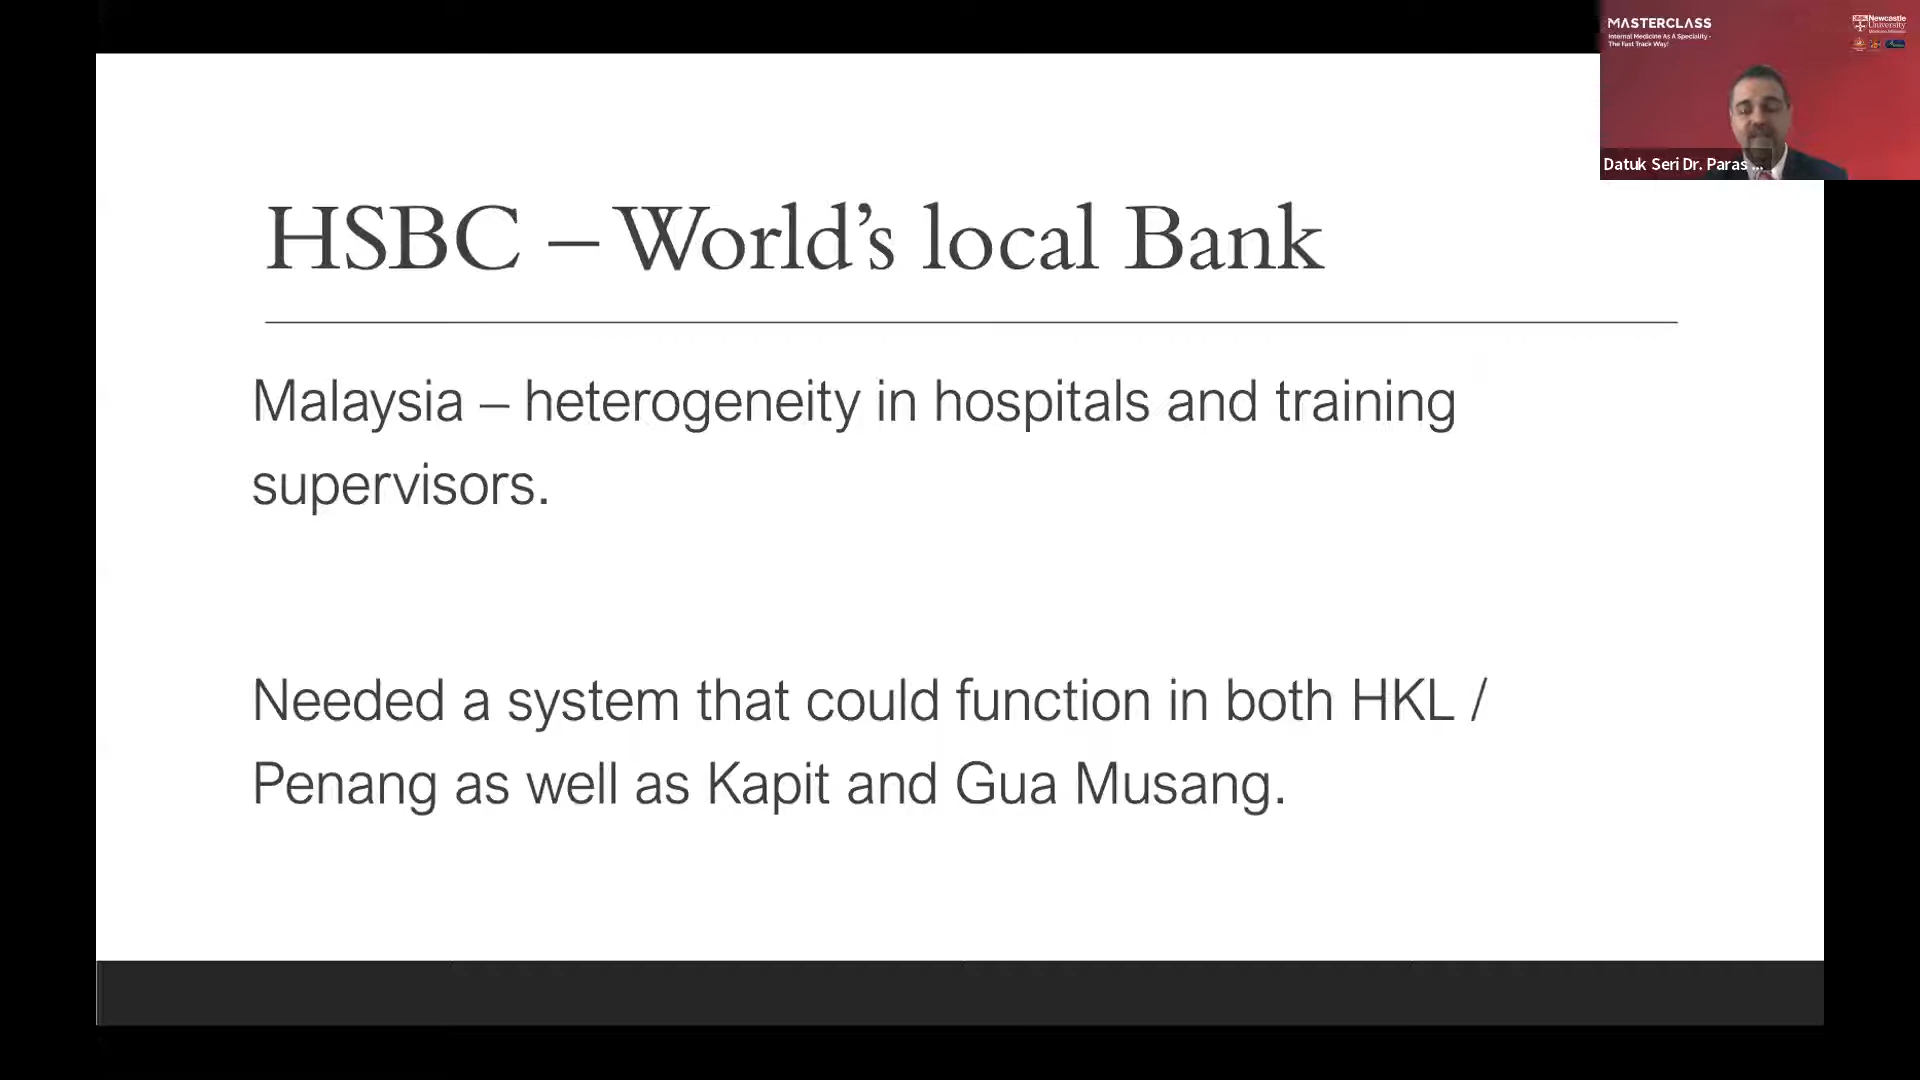 MASTERCLASS
Internal Medicine As A Speciality -
The Fast Track Way!
Newcastle
University
Datuk Seri Dr. Paras ...
HSBC – World’s local Bank
Malaysia – heterogeneity in hospitals and training
supervisors.
Needed a system that could function in both HKL /
Penang as well as Kapit and Gua Musang.